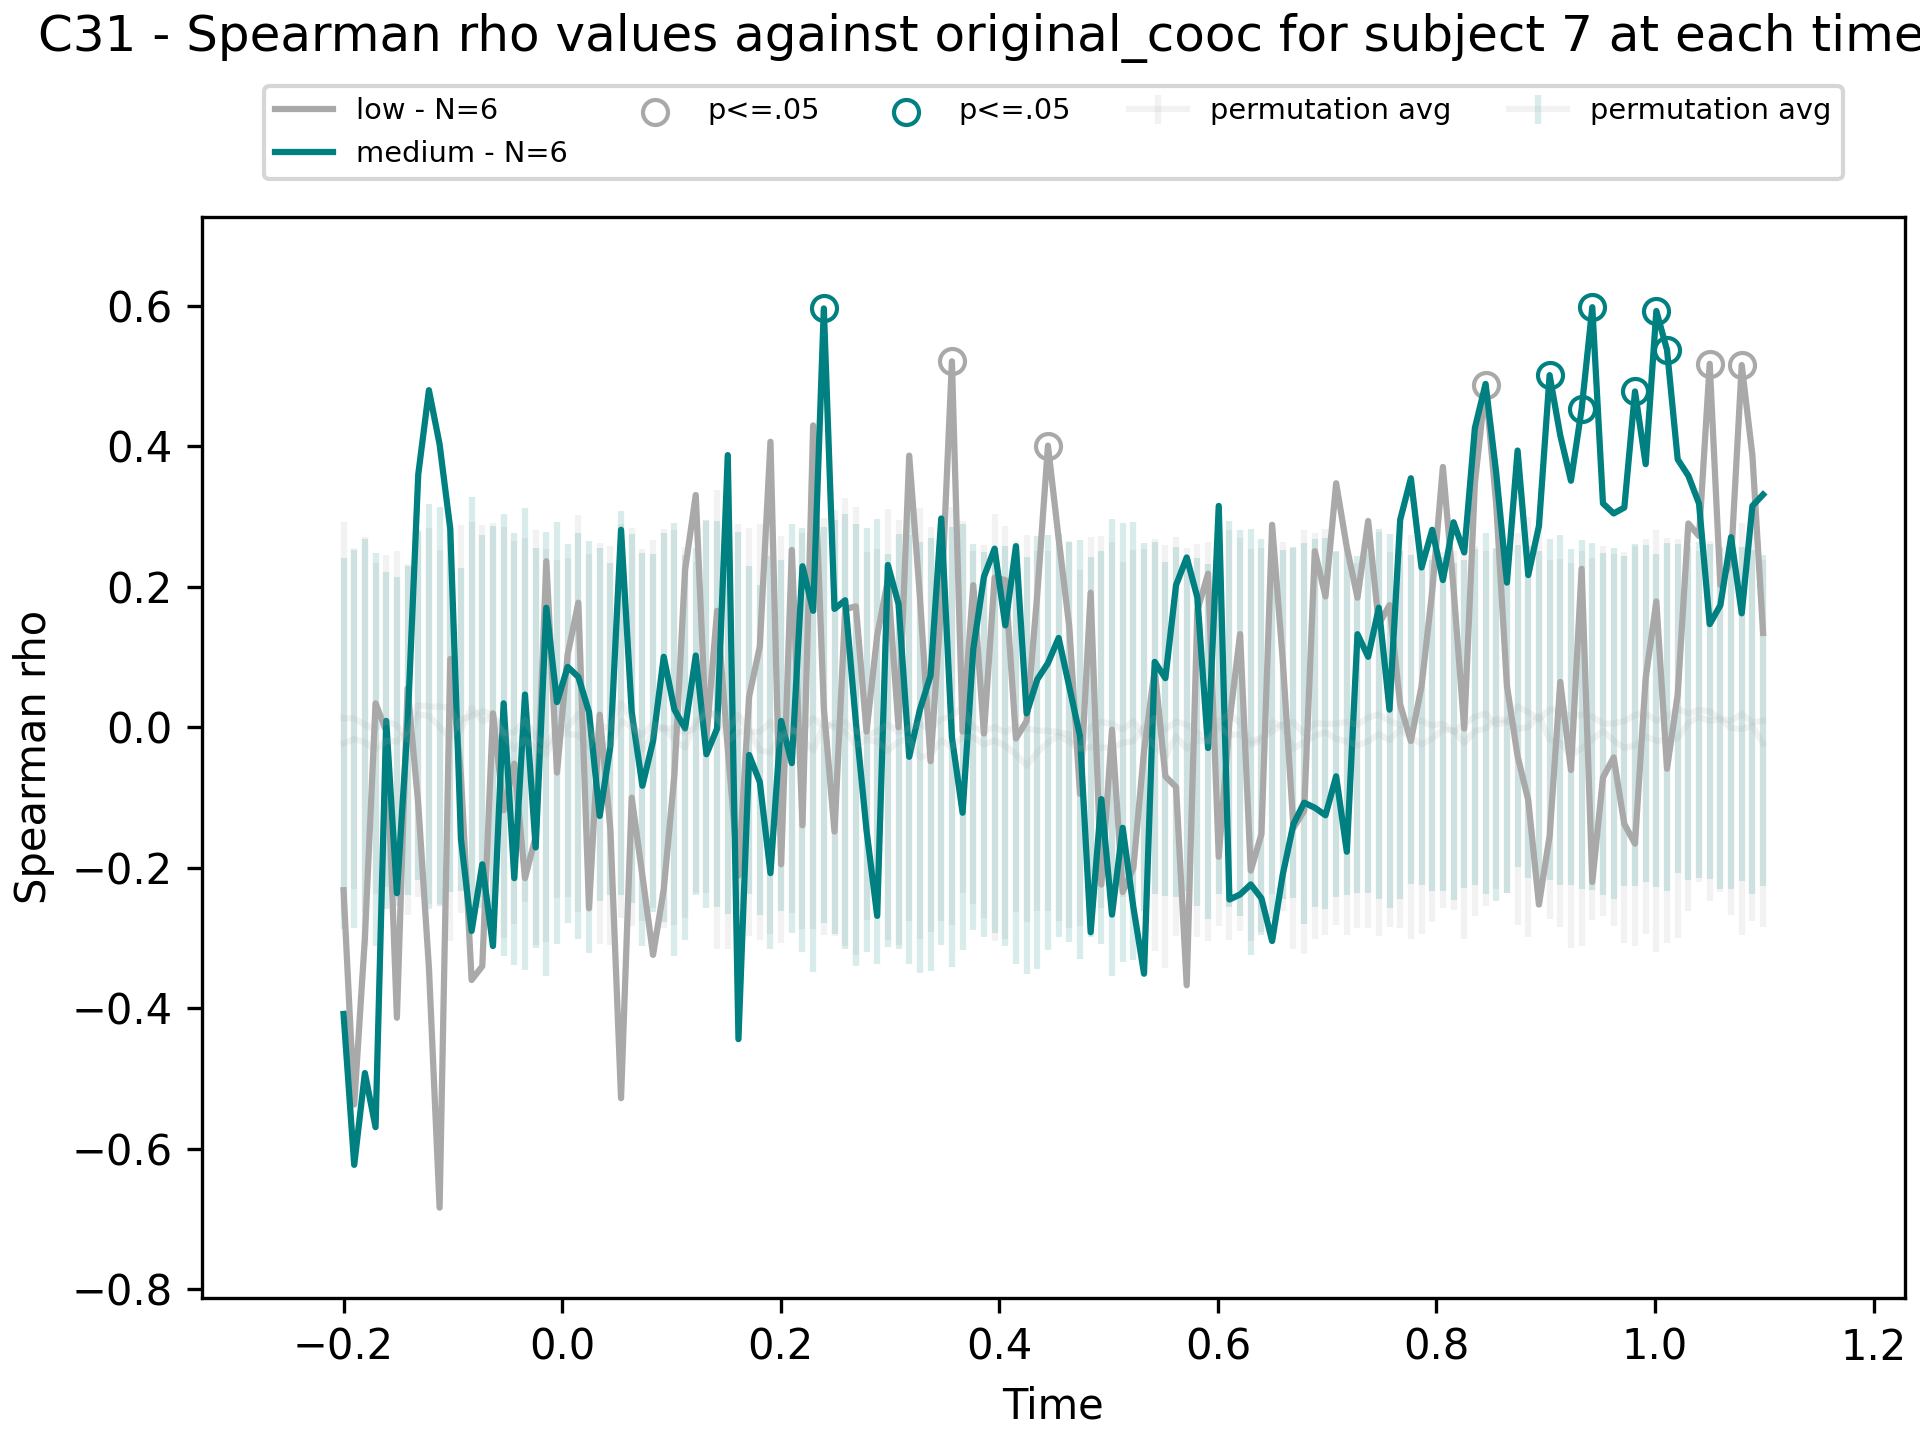 C31 - Spearman rho values against original_cooc for subject 7 at each time
low - N=6
medium - N=6
p<=.05
p<=.05
permutation avg
permutation avg
Spearman rho
0.6
0.4
0.2
0.0
−0.2
−0.4
−0.6
−0.8
−0.2 0.0 0.2 0.4 0.6 0.8 1.0 1.2
Time